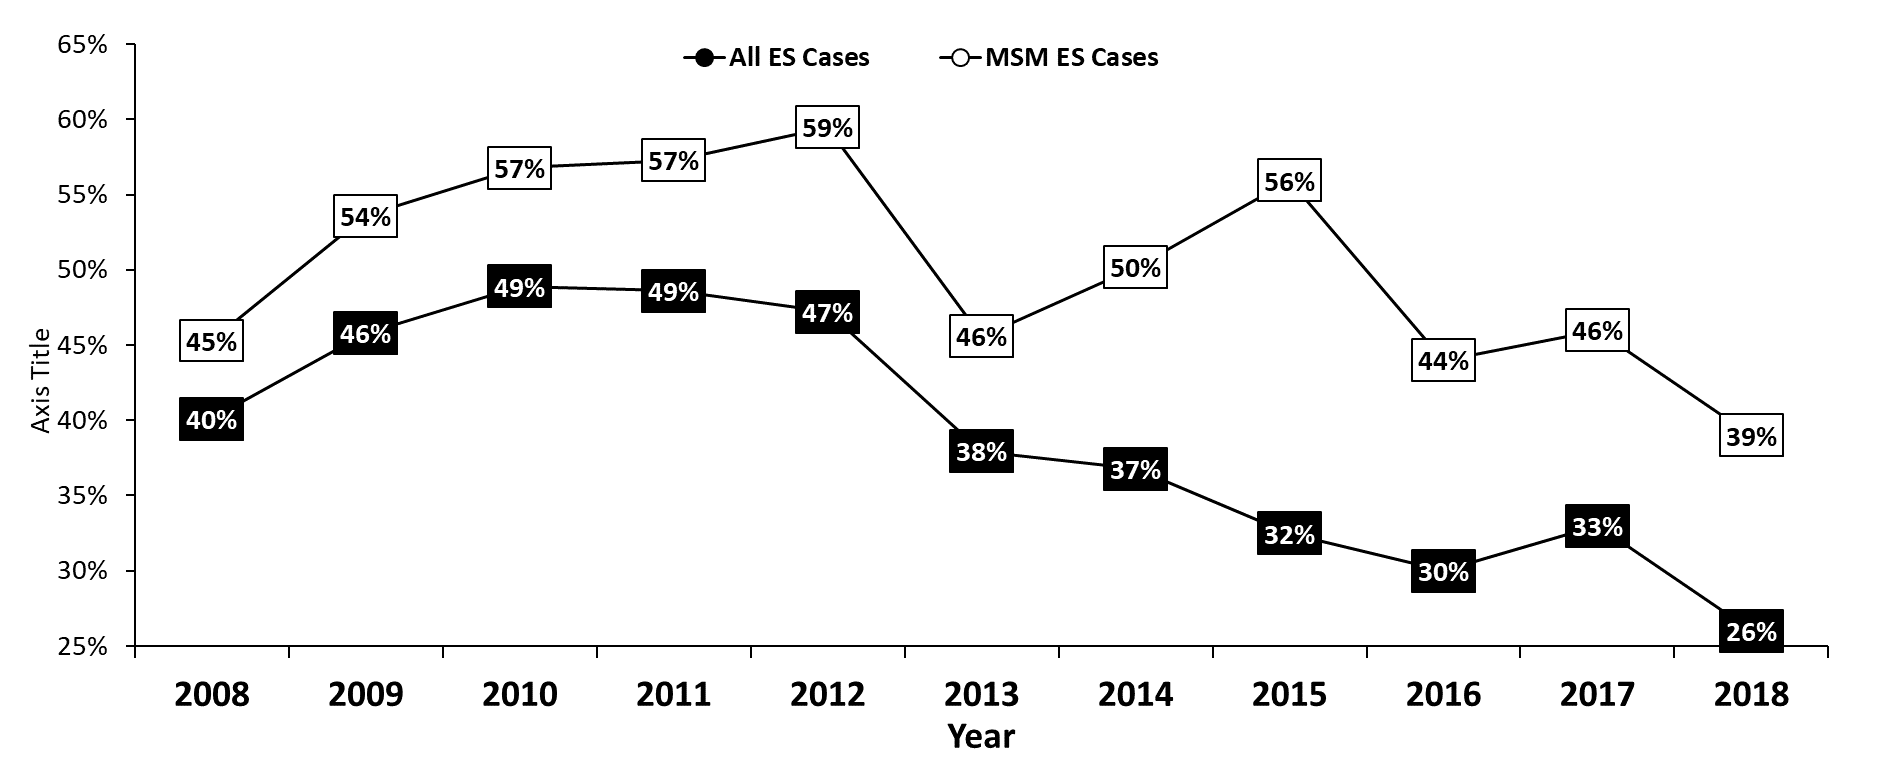 All ES Cases MSM ES Cases
65%
60%
55%
50%
45%
40%
35%
30%
25%
Axis Title
45% 54% 57% 57% 59% 46% 50% 56% 44% 46% 39%
40% 46% 49% 49% 47% 38% 37% 32% 30% 33% 26%
2008 2009 2010 2011 2012 2013 2014 2015 2016 2017 2018
Year